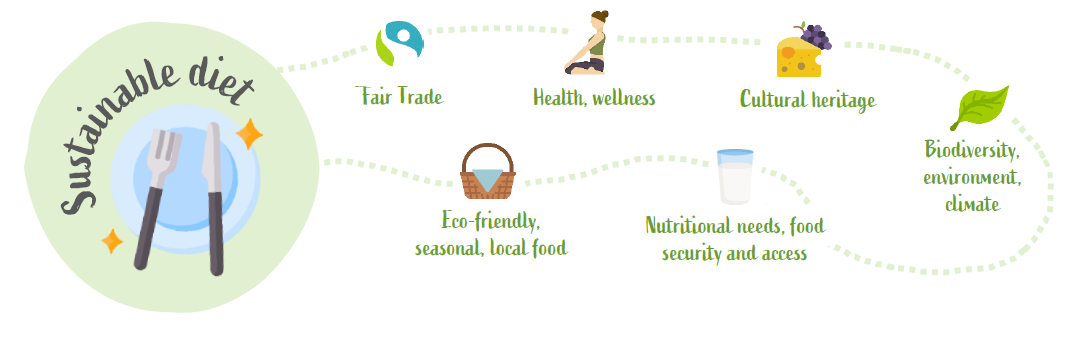 Sustainable diet
Fair Trade
Health, wellness
Cultural heritage
Biodiversity,
environment,
climate
Eco-friendly,
seasonal, local food
Nutritional needs, food
security and access